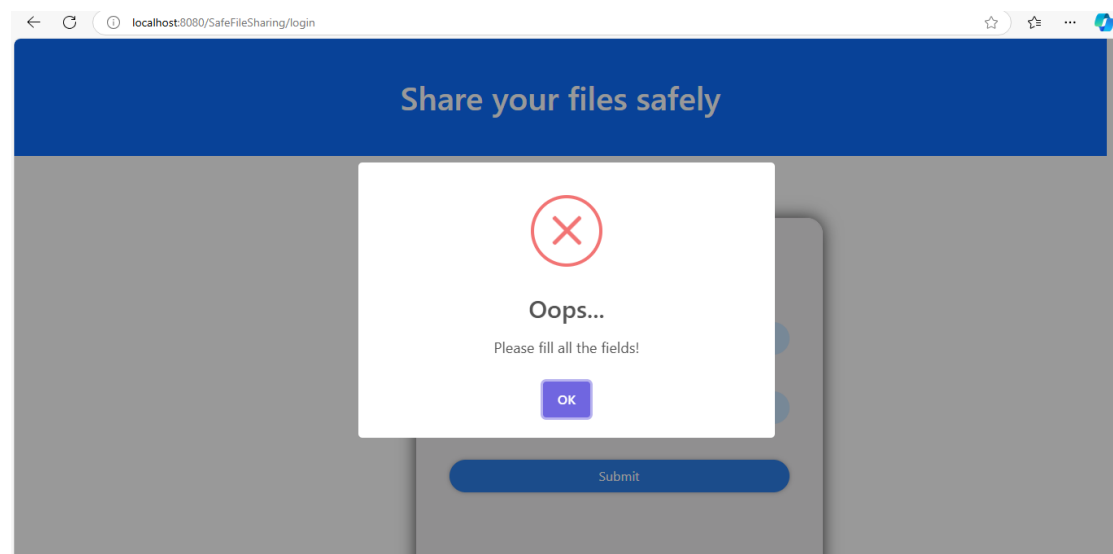 localhost:8080/SafeFileSharing/login
Share your files safely
Oops...
Please fill all the fields!
OK
Submit